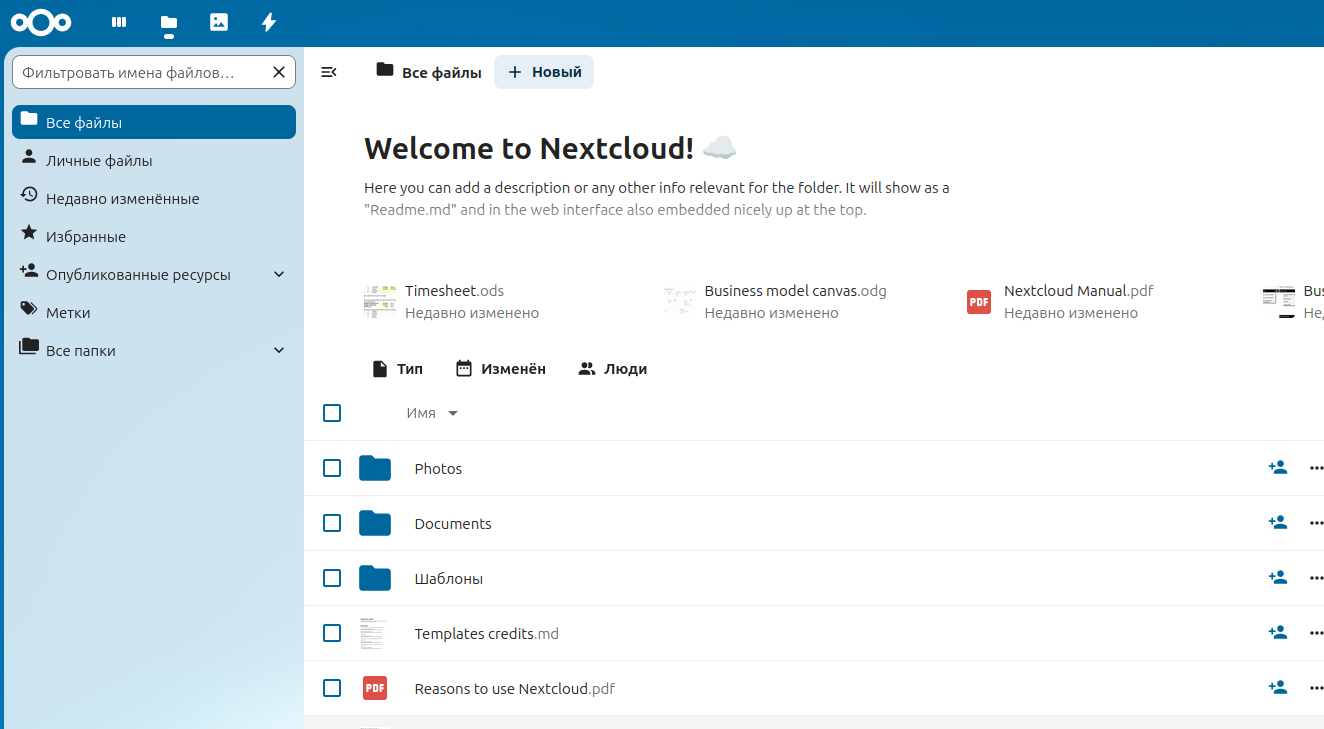 Фильтровать имена файлов…
Все файлы
Личные файлы
Недавно изменённые
Избранные
Опубликованные ресурсы
Метки
Все папки
Все файлы
+ Новый
Welcome to Nextcloud! ☁️
Here you can add a description or any other info relevant for the folder. It will show as a
"Readme.md" and in the web interface also embedded nicely up at the top.
Timesheet.ods
Недавно изменено
Business model canvas.odg
Недавно изменено
PDF
Nextcloud Manual.pdf
Недавно изменено
Тип
Изменён
Люди
Имя
Photos
Documents
Шаблоны
Templates credits.md
PDF
Reasons to use Nextcloud.pdf